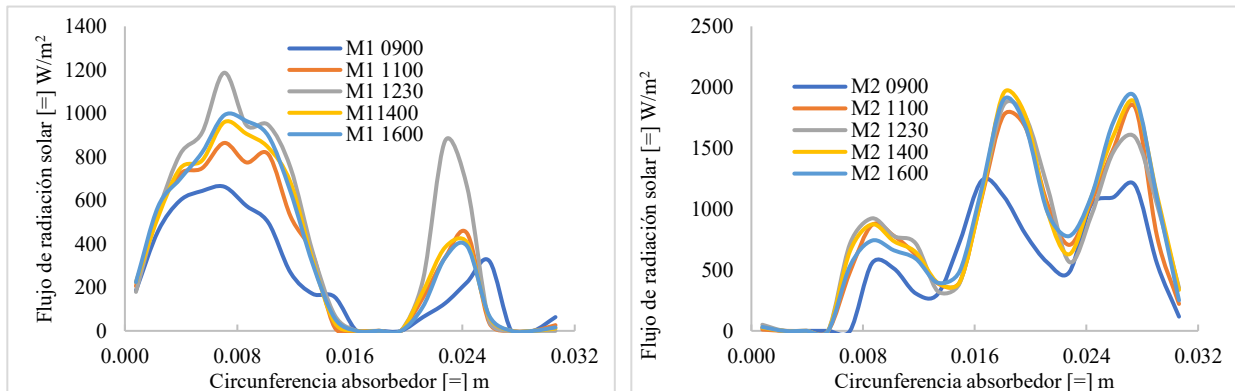 Flujo de radiación solar [=] W/m²
1400
1200
1000
800
600
400
200
0
M1 0900
M1 1100
M1 1230
M11400
M1 1600
0.000
0.008
0.016
0.024
0.032
Circunferencia absorbedor [=] m
Flujo de radiación solar [=] W/m²
2500
2000
1500
1000
500
0
M2 0900
M2 1100
M2 1230
M2 1400
M2 1600
0.000
0.008
0.016
0.024
0.032
Circunferencia absorbedor [=] m